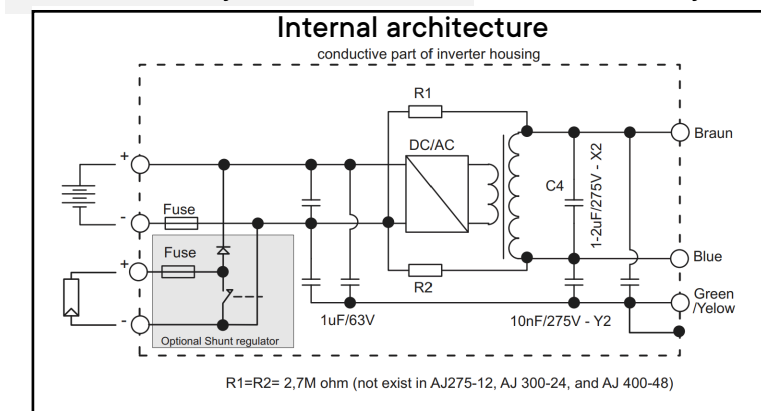 Internal architecture
conductive part of inverter housing
R1
DC/AC
Braun
+
C4
1-2uF/275V - X2
-
Fuse
+
Fuse
Blue
R2
Green
/Yelow
-
1uF/63V
10nF/275V - Y2
Optional Shunt regulator
R1=R2= 2,7M ohm (not exist in AJ275-12, AJ 300-24, and AJ 400-48)